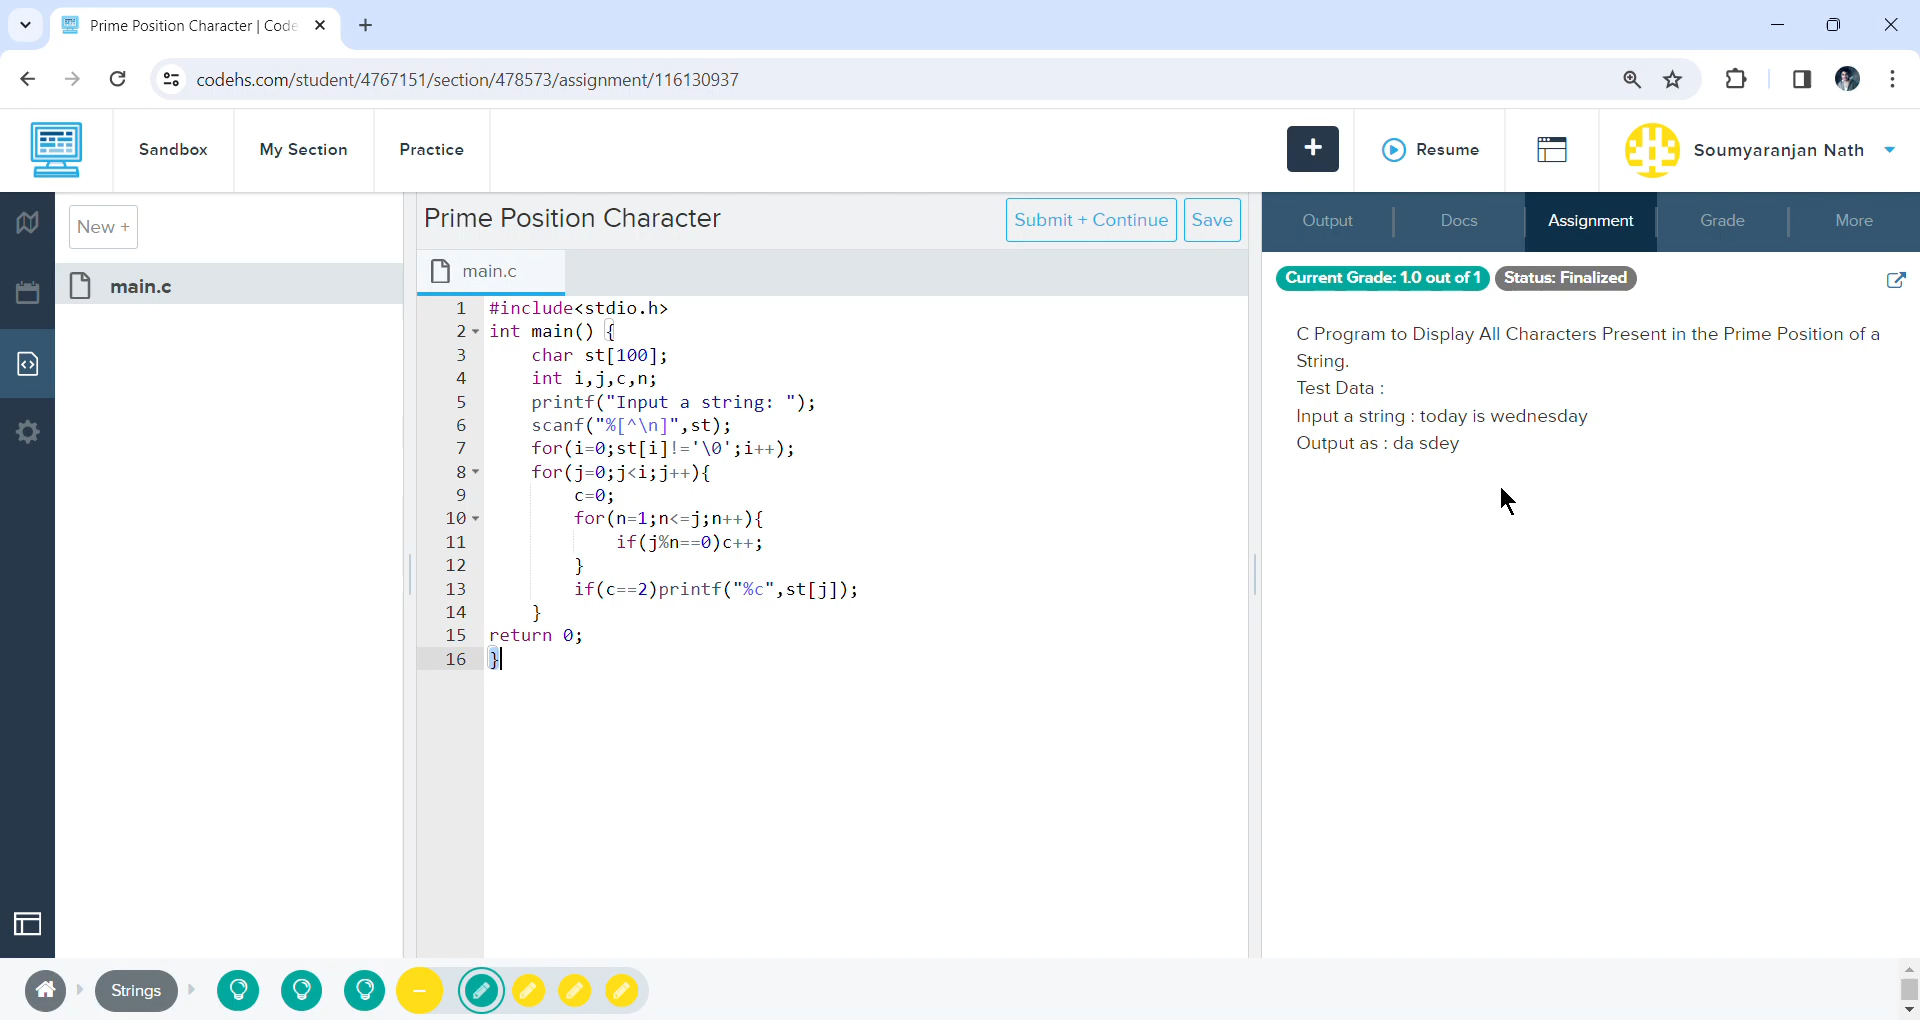 Prime Position Character | Code
codehs.com/student/4767151/section/478573/assignment/116130937
Sandbox
My Section
Practice
+
Resume
Soumyaranjan Nath
New +
main.c
Prime Position Character
Submit + Continue
Save
main.c
1 #include<stdio.h>
2 int main() {
3     char st[100];
4     int i,j,c,n;
5     printf("Input a string: ");
6     scanf("%[^\n]",st);
7     for(i=0;st[i]!='\0';i++);
8     for(j=0;j<i;j++){
9         c=0;
10         for(n=1;n<=j;n++){
11             if(j%n==0)c++;
12         }
13         if(c==2)printf("%c",st[j]);
14     }
15 return 0;
16 }
Output
Docs
Assignment
Grade
More
Current Grade: 1.0 out of 1
Status: Finalized
C Program to Display All Characters Present in the Prime Position of a
String.
Test Data :
Input a string : today is wednesday
Output as : da sdey
Strings